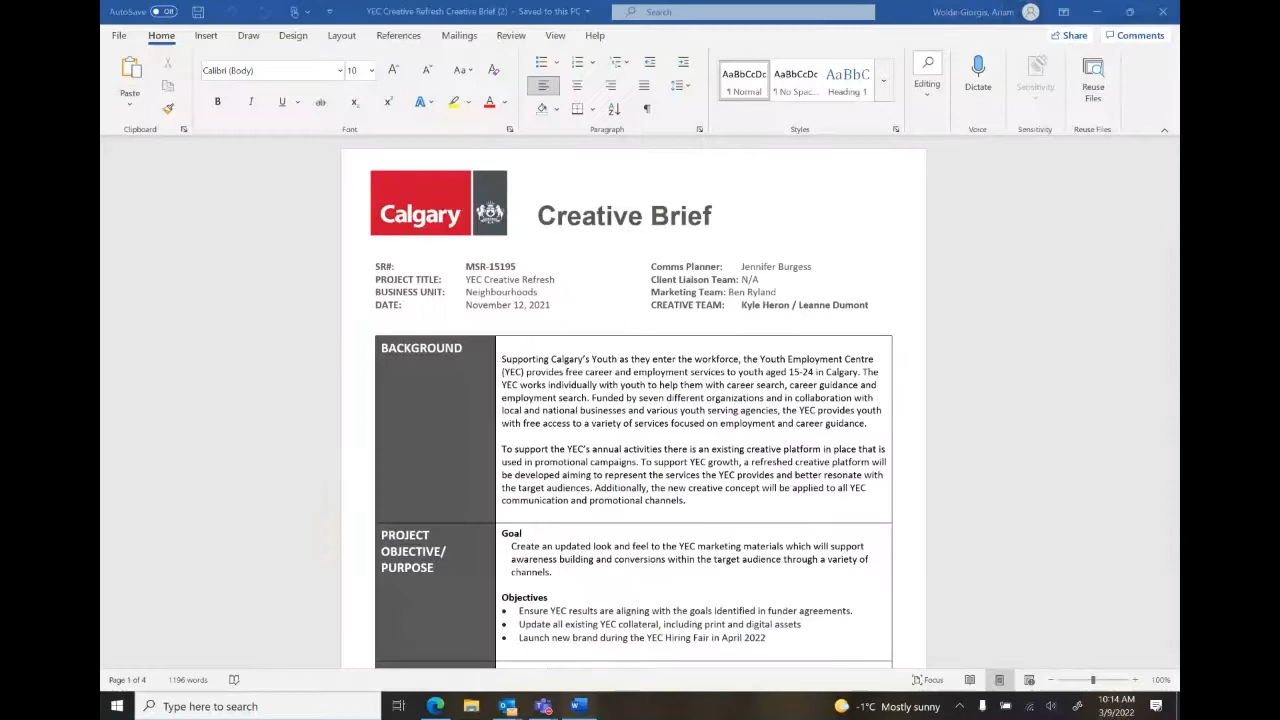 AutoSave Off YEC Creative Refresh Creative Brief (2) - Saved to this PC Search Wolde-Giorgis, Ariam
File Home Insert Draw Design Layout References Mailings Review View Help Share Comments
Calibri (Body) 10 AaBbCcDc AaBbCcDc AaBbC
Paste ¶ Normal ¶ No Spac... Heading 1 Editing Dictate Sensitivity Reuse Files
Clipboard Font Paragraph Styles Voice Sensitivity Reuse Files
Calgary
Creative Brief
SR#: MSR-15195 Comms Planner: Jennifer Burgess
PROJECT TITLE: YEC Creative Refresh Client Liaison Team: N/A
BUSINESS UNIT: Neighbourhoods Marketing Team: Ben Ryland
DATE: November 12, 2021 CREATIVE TEAM: Kyle Heron / Leanne Dumont
BACKGROUND
Supporting Calgary's Youth as they enter the workforce, the Youth Employment Centre
(YEC) provides free career and employment services to youth aged 15-24 in Calgary. The
YEC works individually with youth to help them with career search, career guidance and
employment search. Funded by seven different organizations and in collaboration with
local and national businesses and various youth serving agencies, the YEC provides youth
with free access to a variety of services focused on employment and career guidance.
To support the YEC's annual activities there is an existing creative platform in place that is
used in promotional campaigns. To support YEC growth, a refreshed creative platform will
be developed aiming to represent the services the YEC provides and better resonate with
the target audiences. Additionally, the new creative concept will be applied to all YEC
communication and promotional channels.
PROJECT
OBJECTIVE/
PURPOSE
Goal
Create an updated look and feel to the YEC marketing materials which will support
awareness building and conversions within the target audience through a variety of
channels.
Objectives
• Ensure YEC results are aligning with the goals identified in funder agreements.
• Update all existing YEC collateral, including print and digital assets
• Launch new brand during the YEC Hiring Fair in April 2022
Page 1 of 4 1196 words Focus 100%
Type here to search -1°C Mostly sunny 10:14 AM
3/9/2022